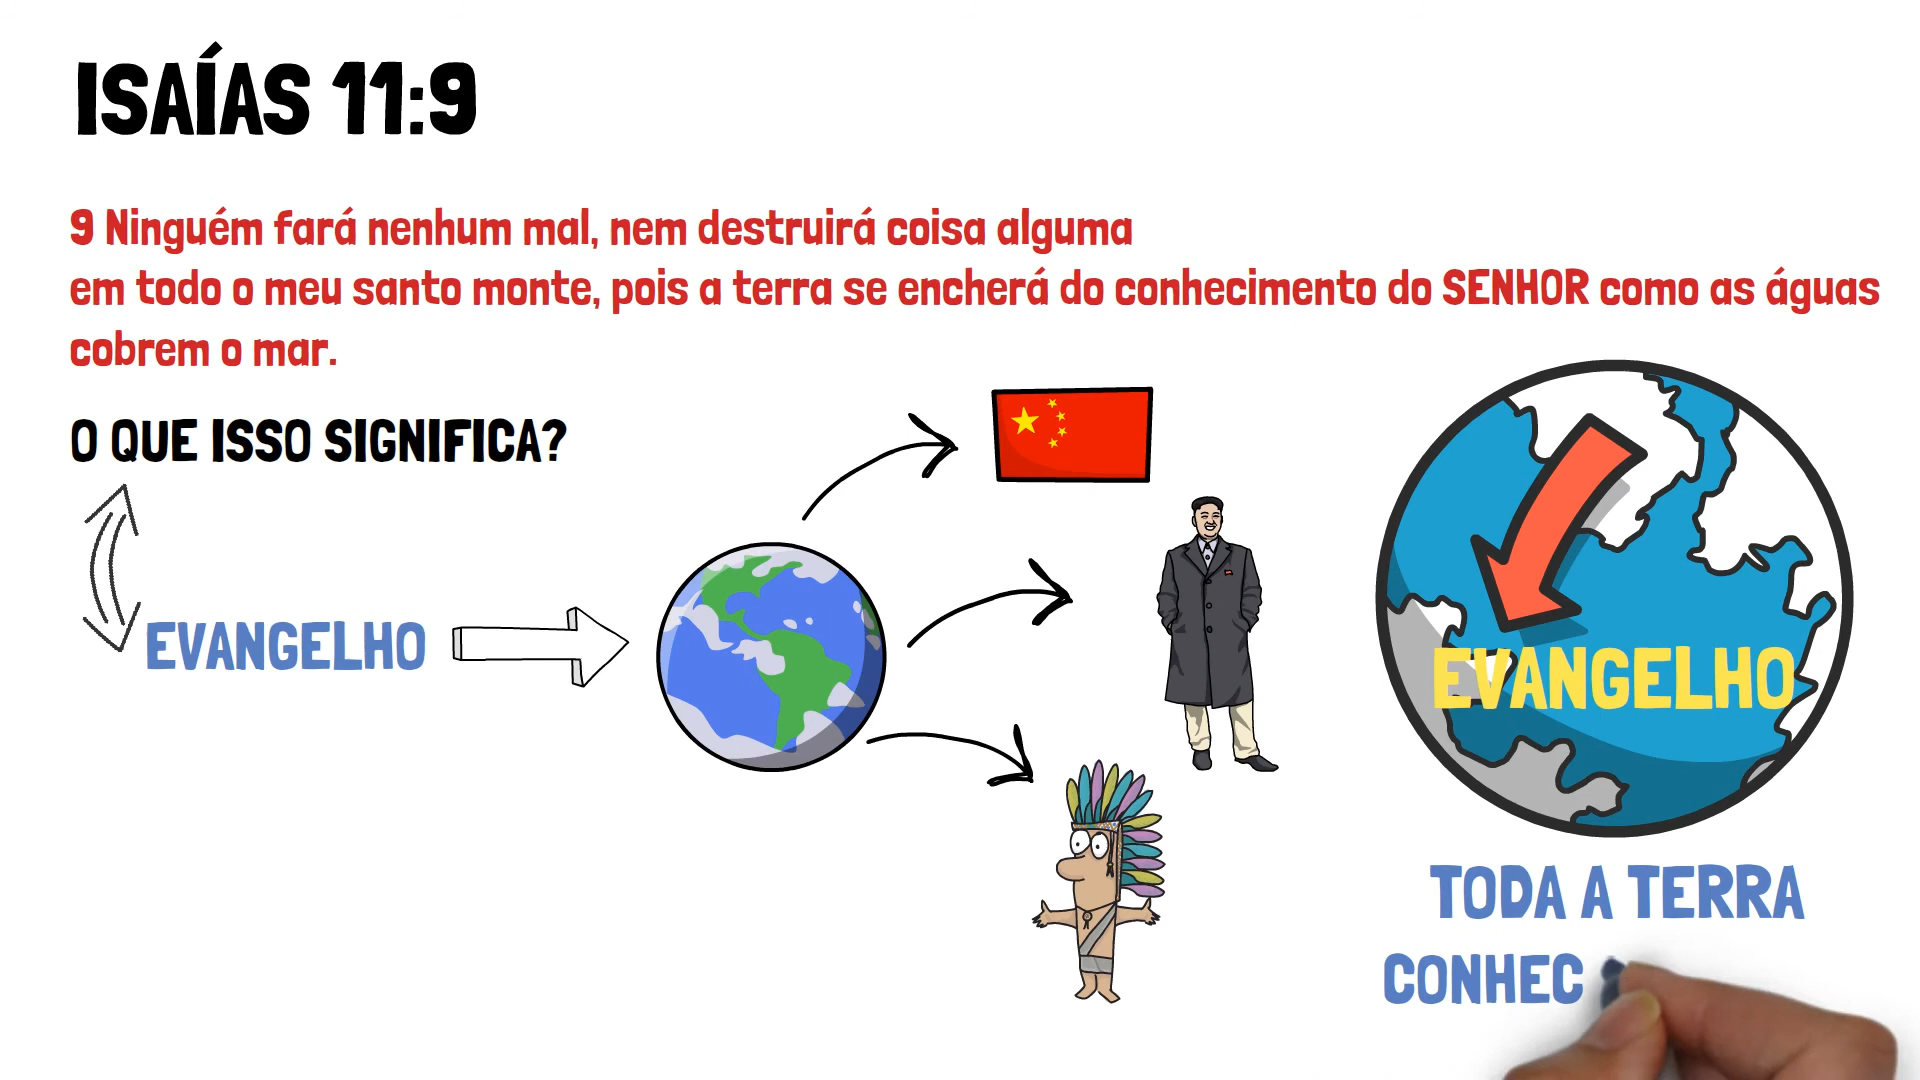 ISAÍAS 11:9
9 Ninguém fará nenhum mal, nem destruirá coisa alguma
em todo o meu santo monte, pois a terra se encherá do conhecimento do SENHOR como as águas
cobrem o mar.
O QUE ISSO SIGNIFICA?
EVANGELHO
EVANGELHO
TODA A TERRA
CONHEC